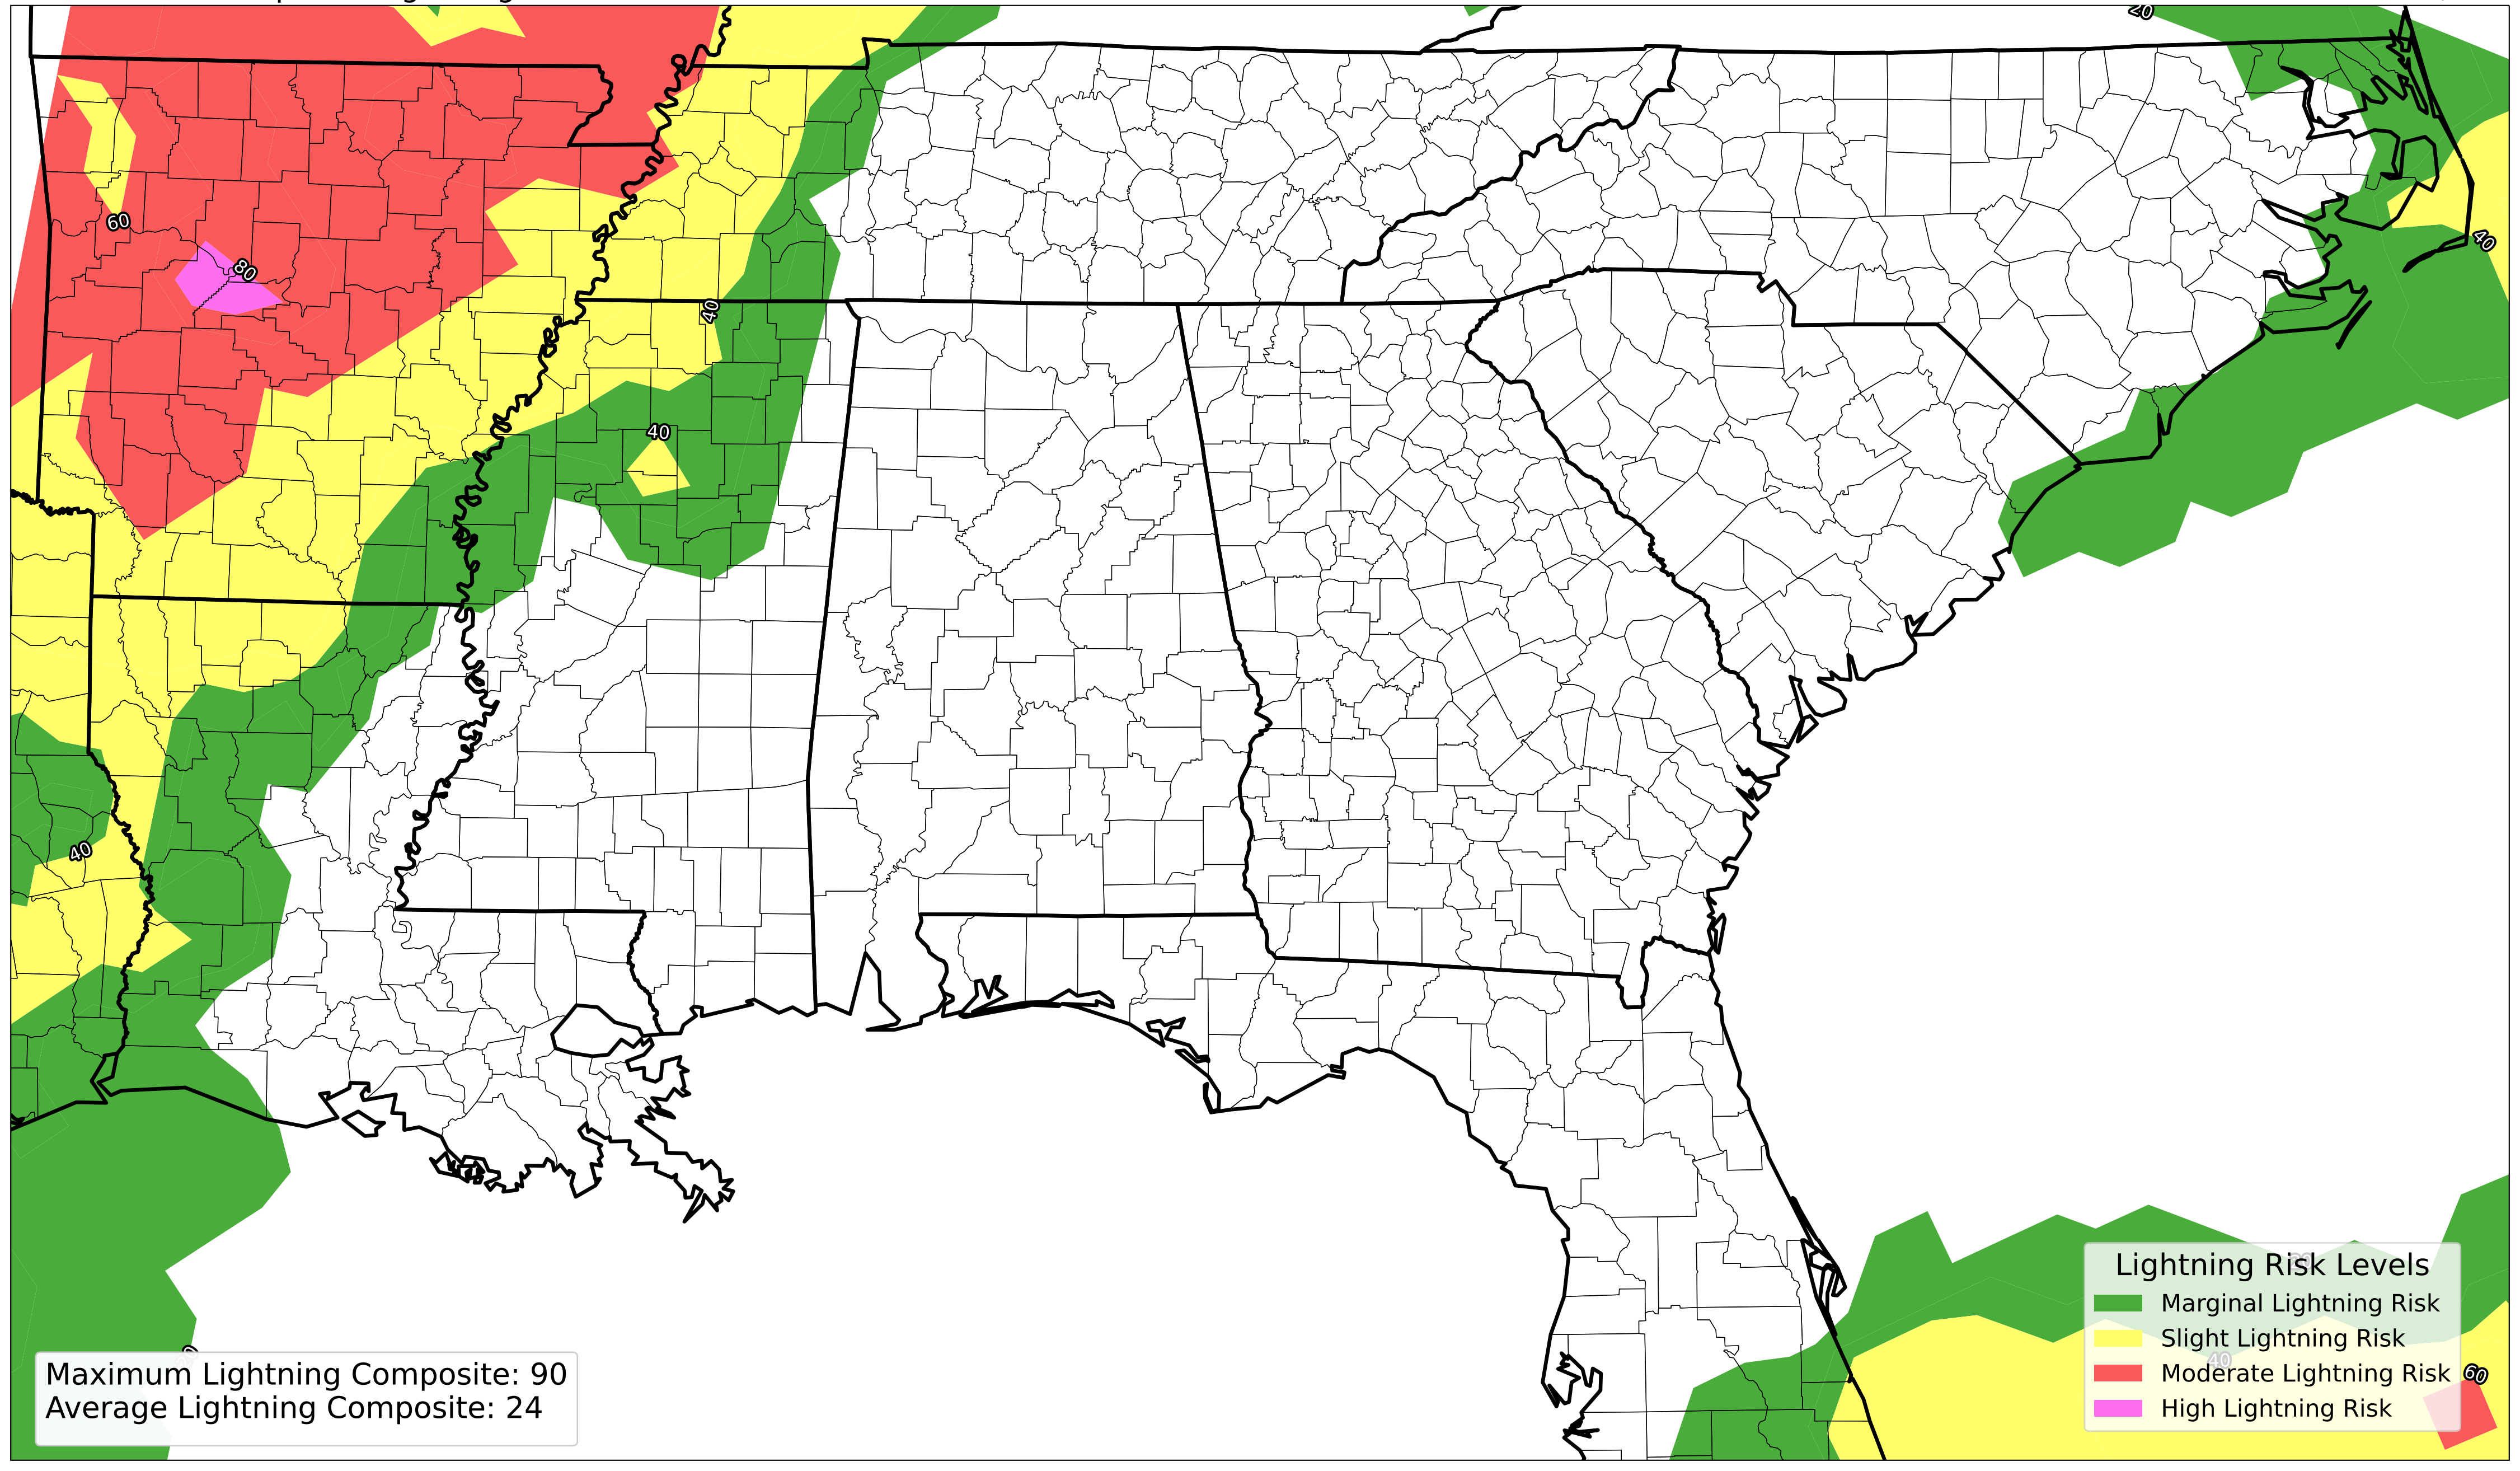 20
60
80
40
40
40
40
Lightning Risk Levels
Marginal Lightning Risk
Slight Lightning Risk
40
Moderate Lightning Risk
60
High Lightning Risk
Maximum Lightning Composite: 90
Average Lightning Composite: 24